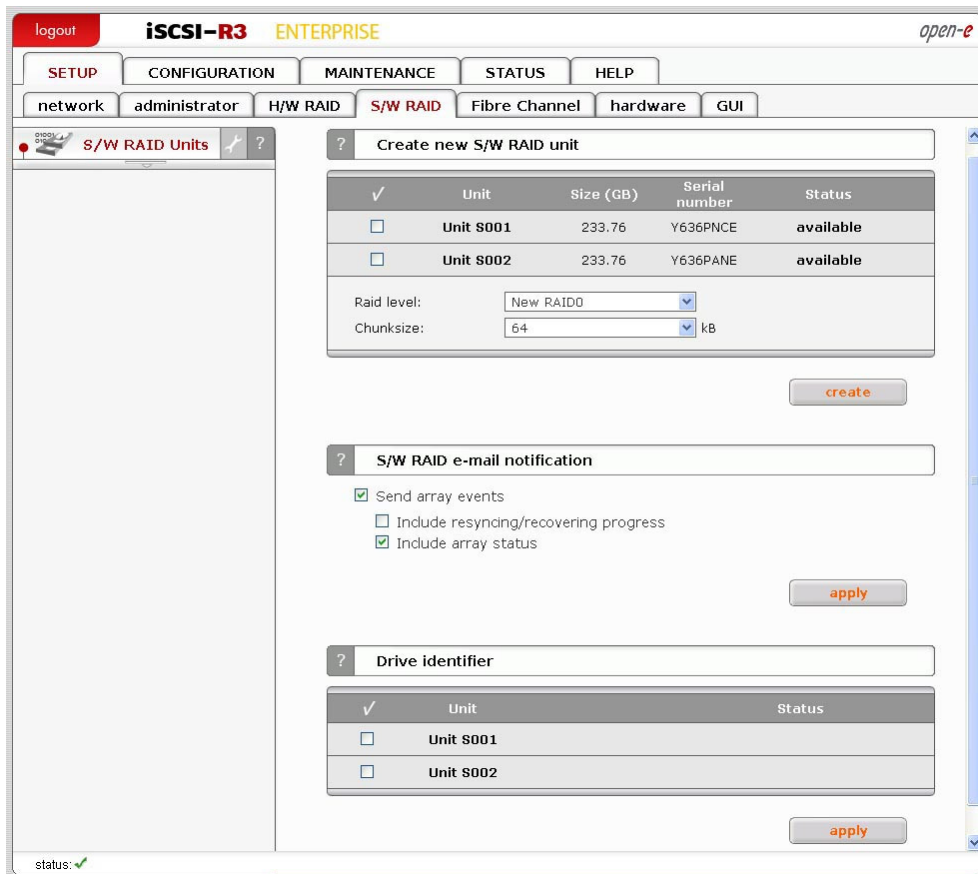 logout iSCSI–R3 ENTERPRISE open-e
SETUP CONFIGURATION MAINTENANCE STATUS HELP
network administrator H/W RAID S/W RAID Fibre Channel hardware GUI
S/W RAID Units ?
? Create new S/W RAID unit
Unit Size (GB) Serial number Status
Unit S001 233.76 Y636PNCE available
Unit S002 233.76 Y636PANE available
Raid level: New RAID0
Chunksize: 64 kB
create
? S/W RAID e-mail notification
Send array events
Include resyncing/recovering progress
Include array status
apply
? Drive identifier
Unit Status
Unit S001
Unit S002
apply
status: